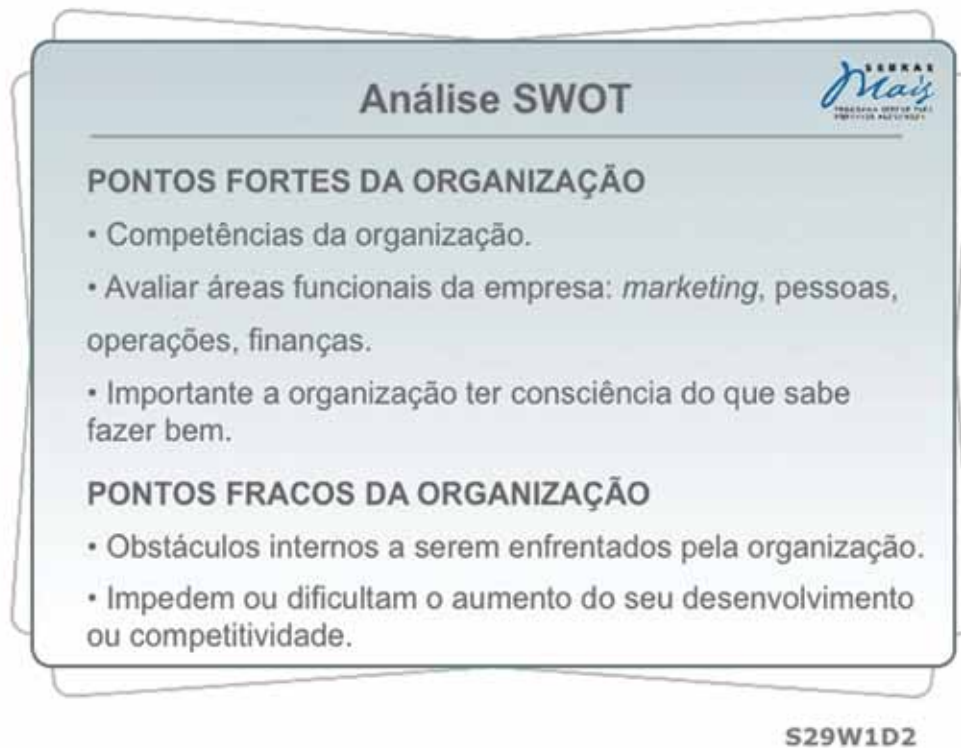 Análise SWOT
SEBRAE
Mais
PONTOS FORTES DA ORGANIZAÇÃO
• Competências da organização.
• Avaliar áreas funcionais da empresa: marketing, pessoas,
operações, finanças.
• Importante a organização ter consciência do que sabe
fazer bem.
PONTOS FRACOS DA ORGANIZAÇÃO
• Obstáculos internos a serem enfrentados pela organização.
• Impedem ou dificultam o aumento do seu desenvolvimento
ou competitividade.
S29W1D2